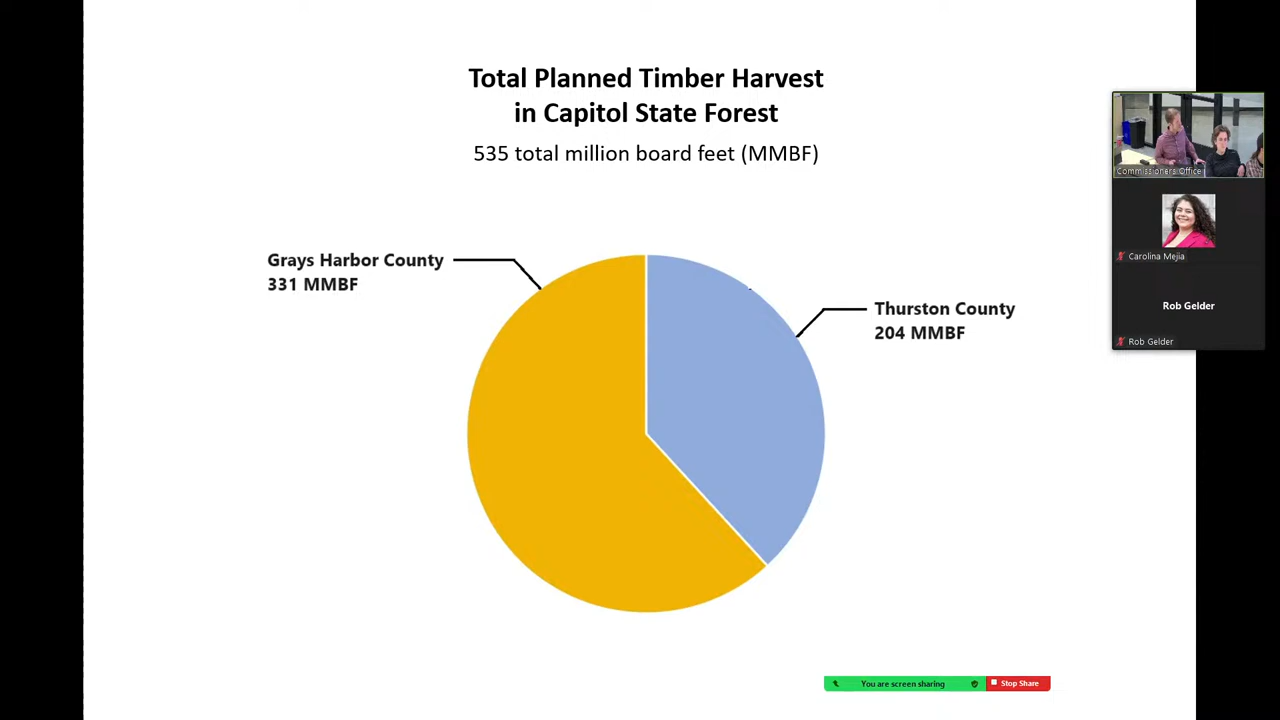 Total Planned Timber Harvest
in Capitol State Forest
535 total million board feet (MMBF)
Grays Harbor County
331 MMBF
Thurston County
204 MMBF
Commissioners Office
Carolina Mejia
Rob Gelder
Rob Gelder
You are screen sharing
Stop Share